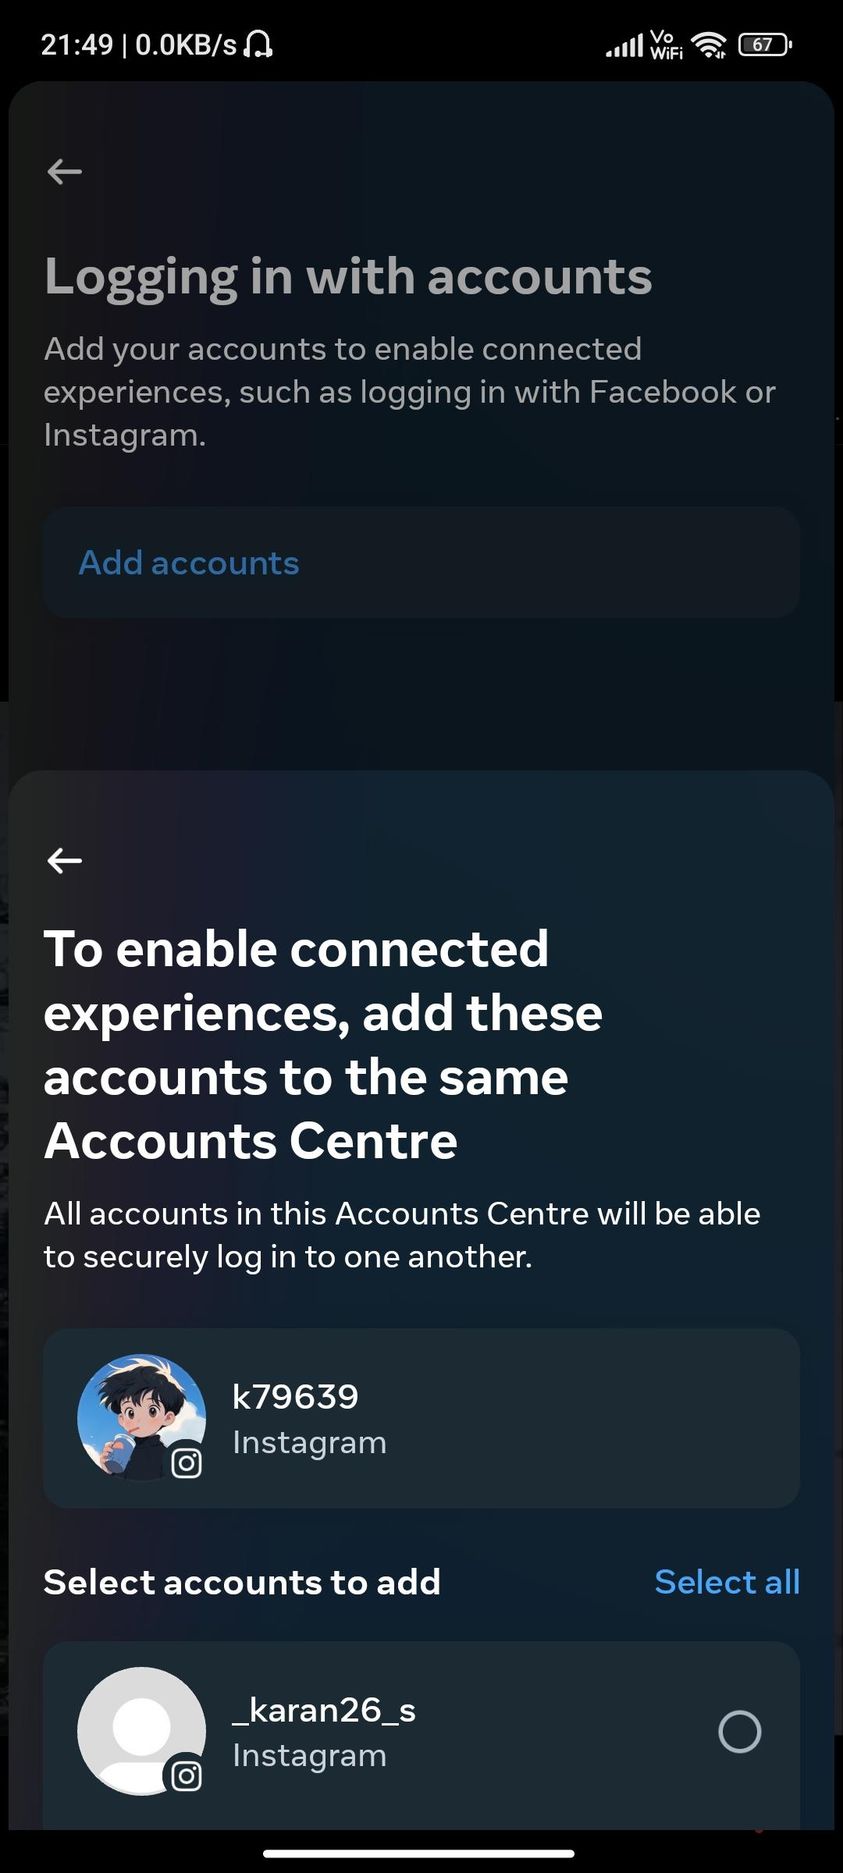 21:49 | 0.0KB/s
Vo
WiFi
67
Logging in with accounts
Add your accounts to enable connected
experiences, such as logging in with Facebook or
Instagram.
Add accounts
To enable connected
experiences, add these
accounts to the same
Accounts Centre
All accounts in this Accounts Centre will be able
to securely log in to one another.
k79639
Instagram
Select accounts to add
Select all
_karan26_s
Instagram